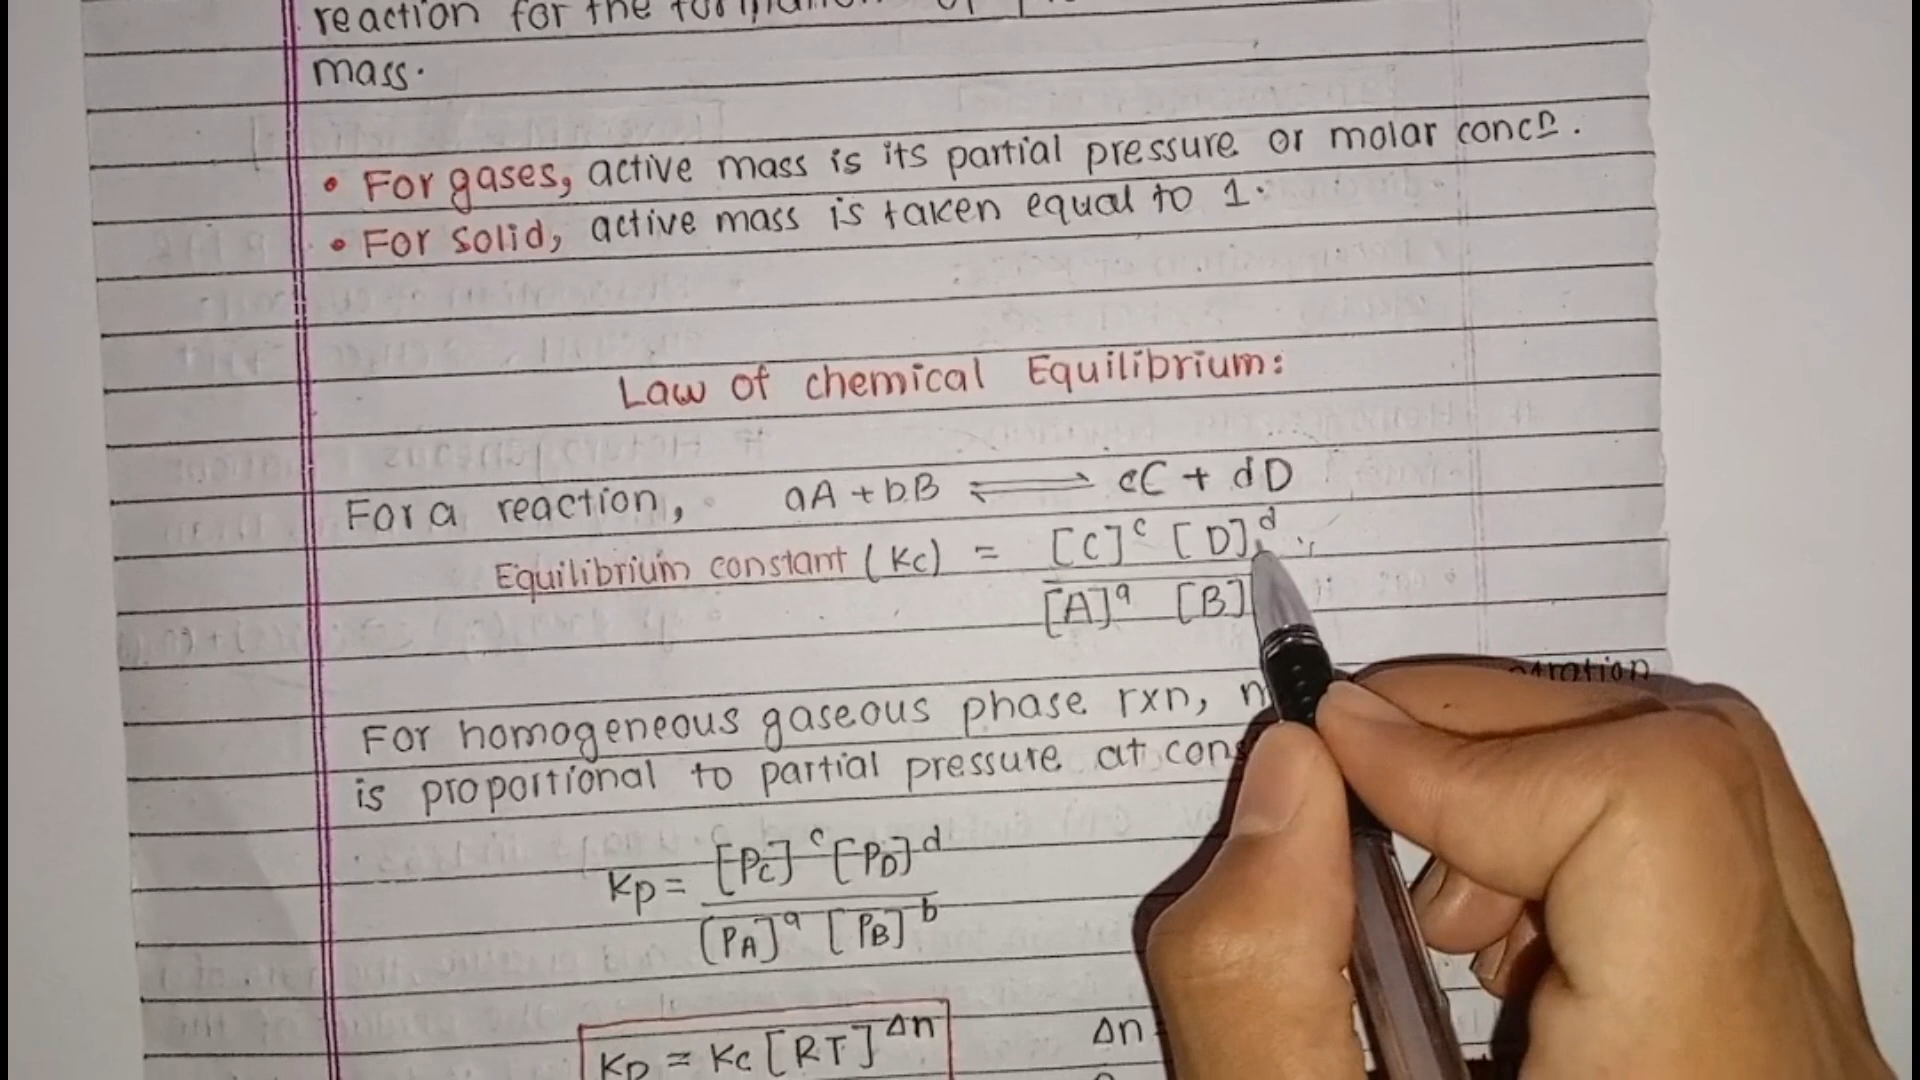 reaction for the
mass.
• For gases, active mass is its partial pressure or molar concn.
• For solid, active mass is taken equal to 1.
Law of chemical Equilibrium:
For a reaction, aA + bB ⇌ cC + dD
Equilibrium constant (Kc) = [C]^c [D]^d
[A]^a [B]
For homogeneous gaseous phase rxn,
is proportional to partial pressure at
Kp = [Pc]^c [PD]^d
[PA]^a [PB]^b
Kp = Kc [RT]^Δn Δn